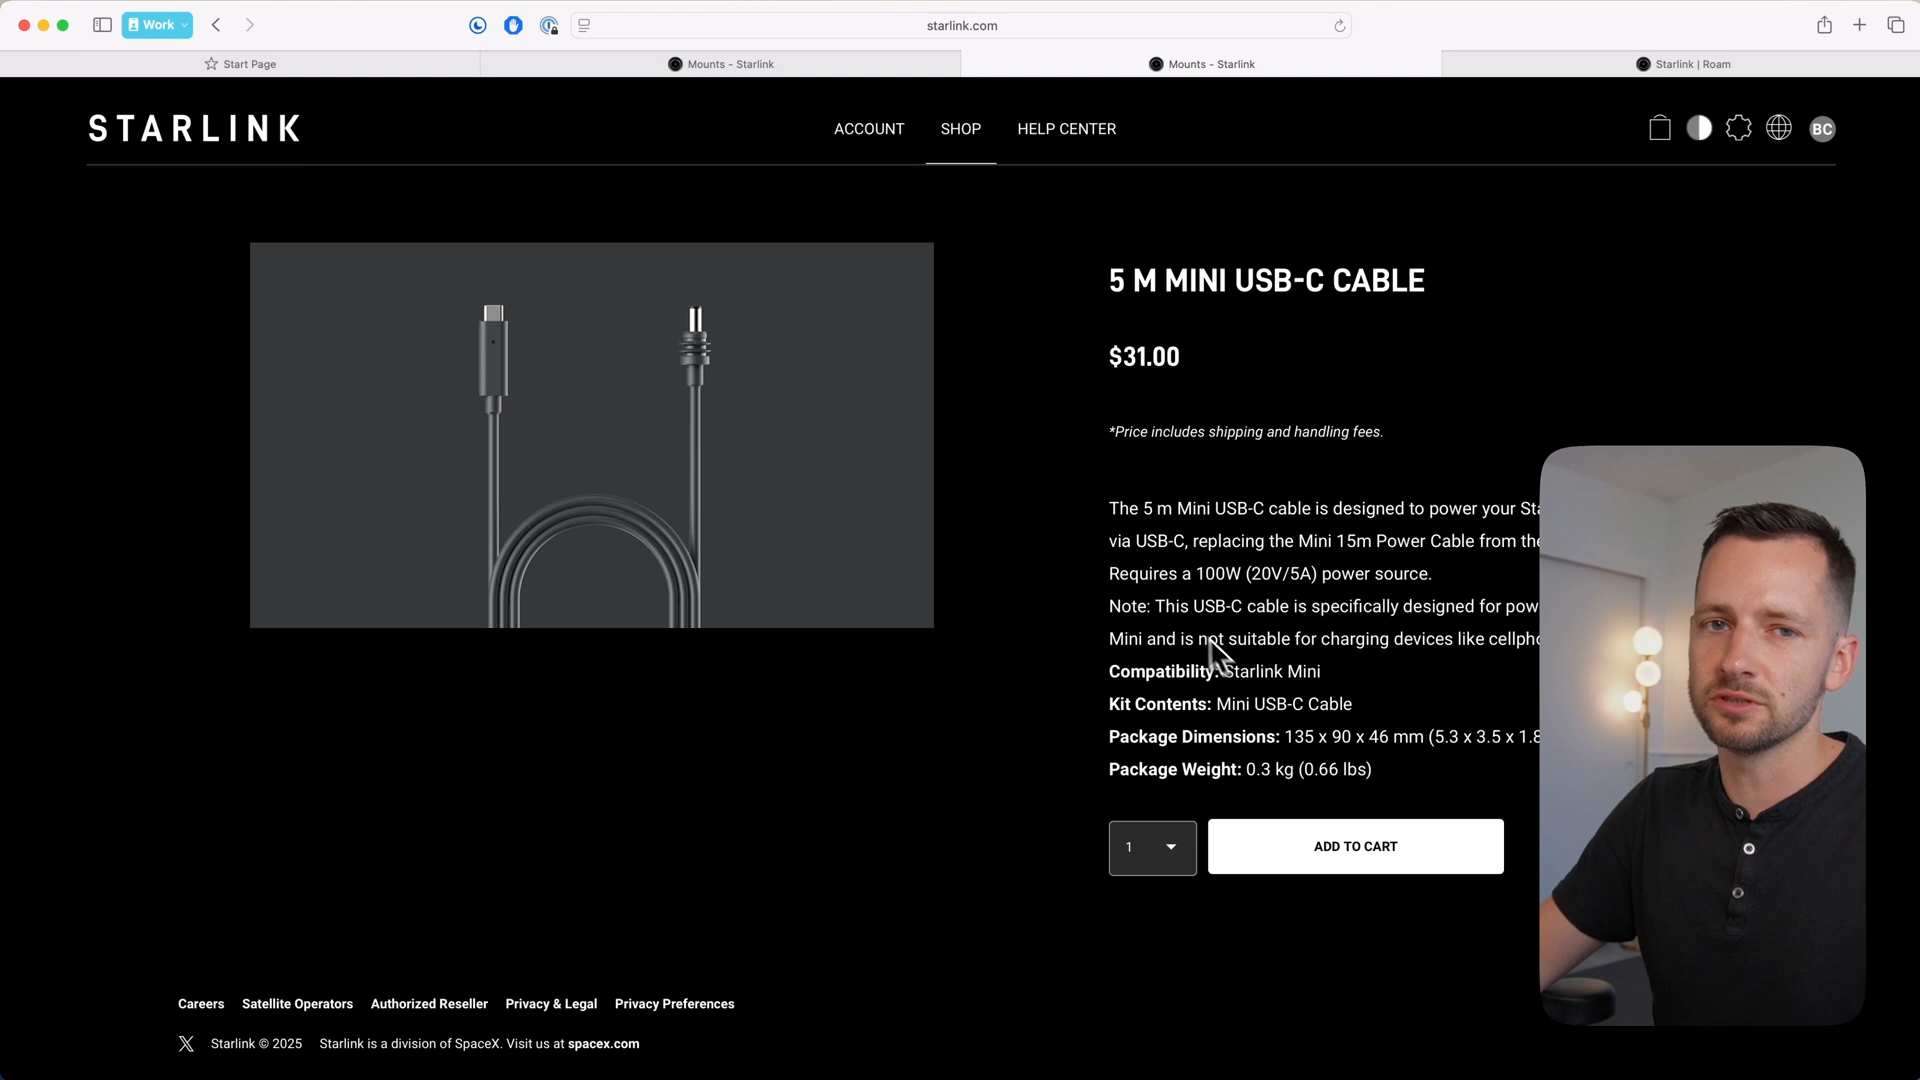 Work
starlink.com
Start Page
Mounts - Starlink
Mounts - Starlink
Starlink | Roam
STARLINK
ACCOUNT
SHOP
HELP CENTER
BC
5 M MINI USB-C CABLE
$31.00
*Price includes shipping and handling fees.
The 5 m Mini USB-C cable is designed to power your
via USB-C, replacing the Mini 15m Power Cable from
Requires a 100W (20V/5A) power source.
Note: This USB-C cable is specifically designed for
Mini and is not suitable for charging devices like
Compatibility: Starlink Mini
Kit Contents: Mini USB-C Cable
Package Dimensions: 135 x 90 x 46 mm (5.3 x 3.5 x 1.8
Package Weight: 0.3 kg (0.66 lbs)
1
ADD TO CART
Careers
Satellite Operators
Authorized Reseller
Privacy & Legal
Privacy Preferences
Starlink © 2025
Starlink is a division of SpaceX. Visit us at spacex.com